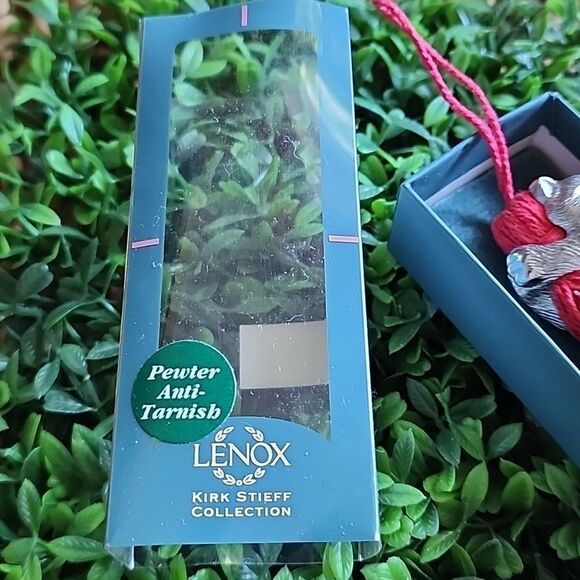 Pewter
Anti-
Tarnish
LENOX
KIRK STIEFF
COLLECTION